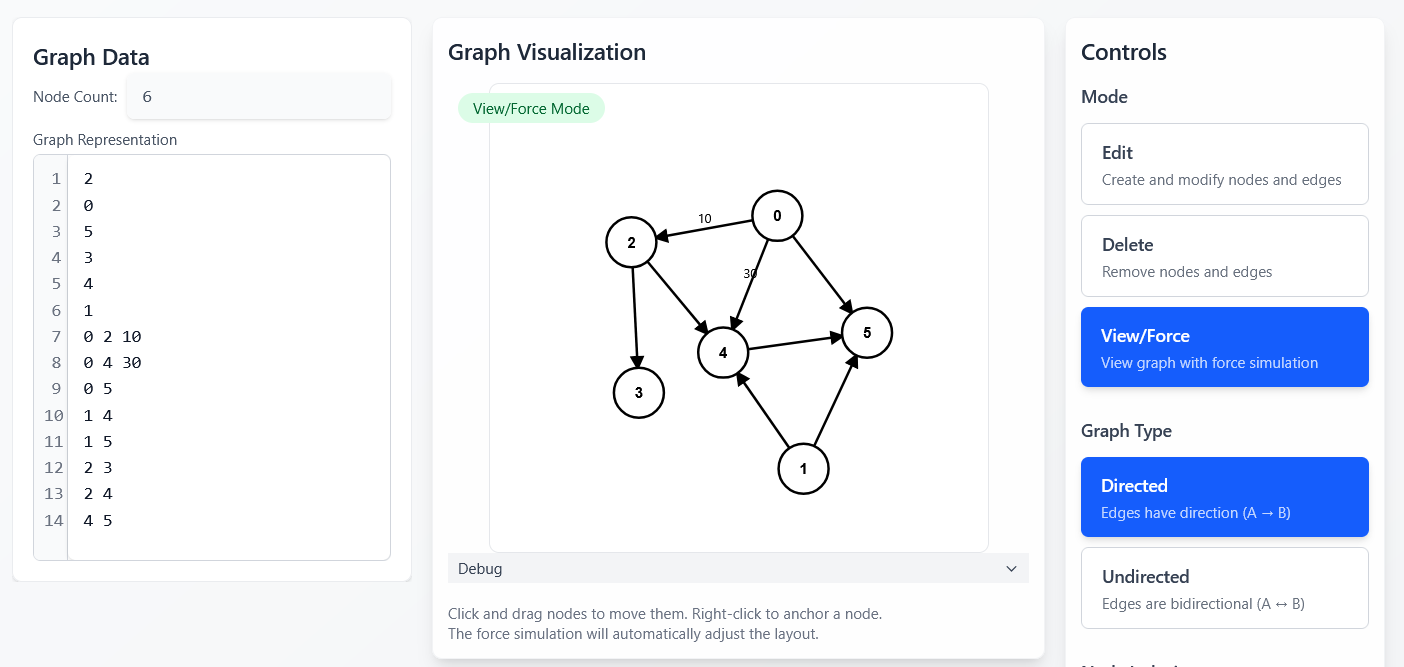 Graph Data
Node Count: 6
Graph Representation
1 2
2 0
3 5
4 3
5 4
6 1
7 0 2 10
8 0 4 30
9 0 5
10 1 4
11 1 5
12 2 3
13 2 4
14 4 5
Graph Visualization
View/Force Mode
0
10
2
30
5
4
3
1
Debug
Click and drag nodes to move them. Right-click to anchor a node.
The force simulation will automatically adjust the layout.
Controls
Mode
Edit
Create and modify nodes and edges
Delete
Remove nodes and edges
View/Force
View graph with force simulation
Graph Type
Directed
Edges have direction (A → B)
Undirected
Edges are bidirectional (A ↔ B)